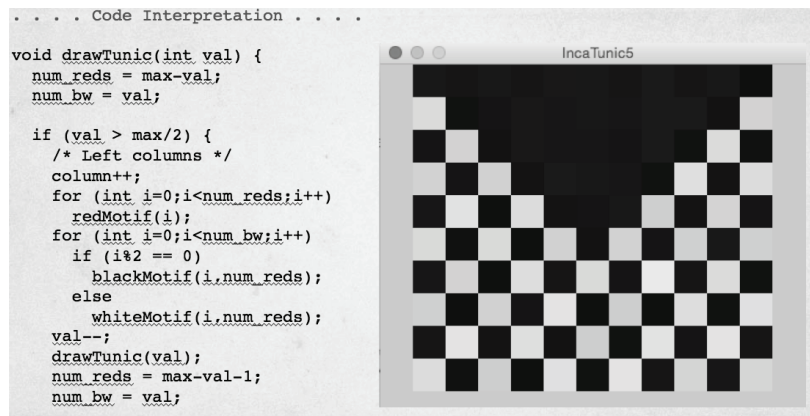 . . . . Code Interpretation . . . .
void drawTunic(int val) {
num_reds = max-val;
num_bw = val;
if (val > max/2) {
/* Left columns */
column++;
for (int i=0;i<num_reds;i++)
redMotif(i);
for (int i=0;i<num_bw;i++)
if (i%2 == 0)
blackMotif(i,num_reds);
else
whiteMotif(i,num_reds);
val--;
drawTunic(val);
num_reds = max-val-1;
num_bw = val;
IncaTunic5